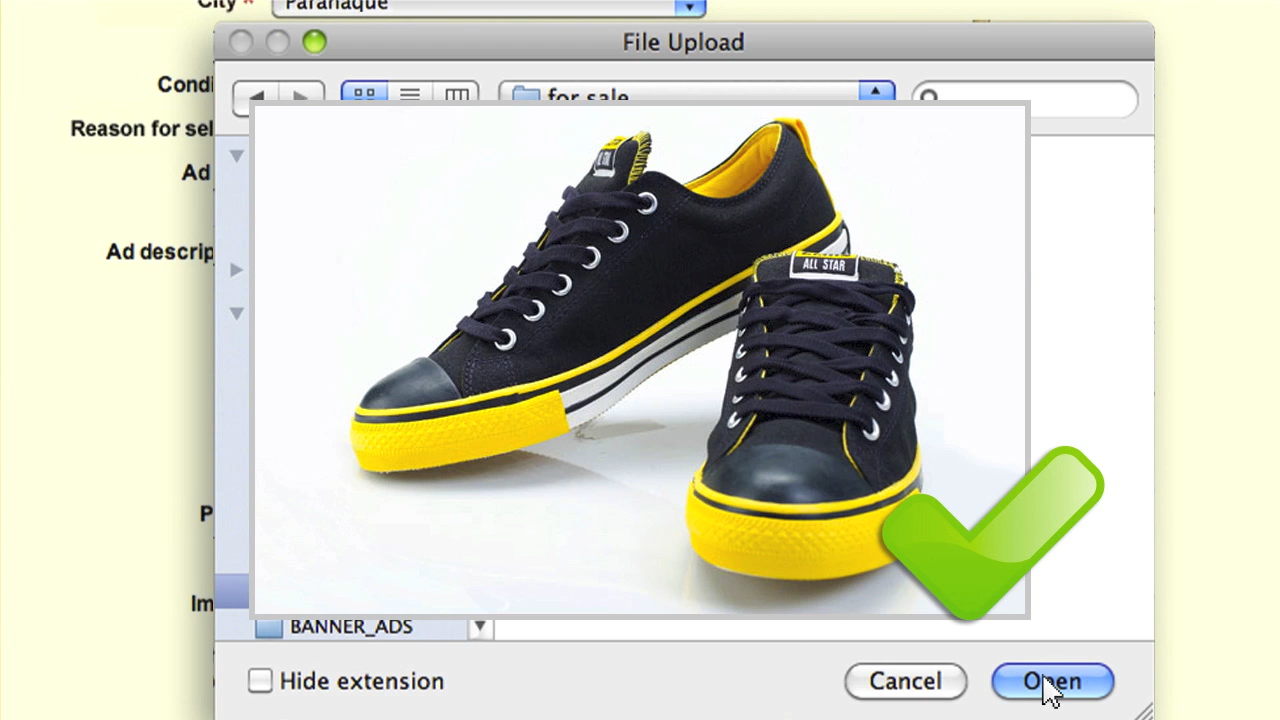 City *
Parañaque
File Upload
Condi
for sale
Reason for sel
Ad
ALL STAR
Ad descrip
P
Im
BANNER_ADS
Hide extension
Cancel
Open